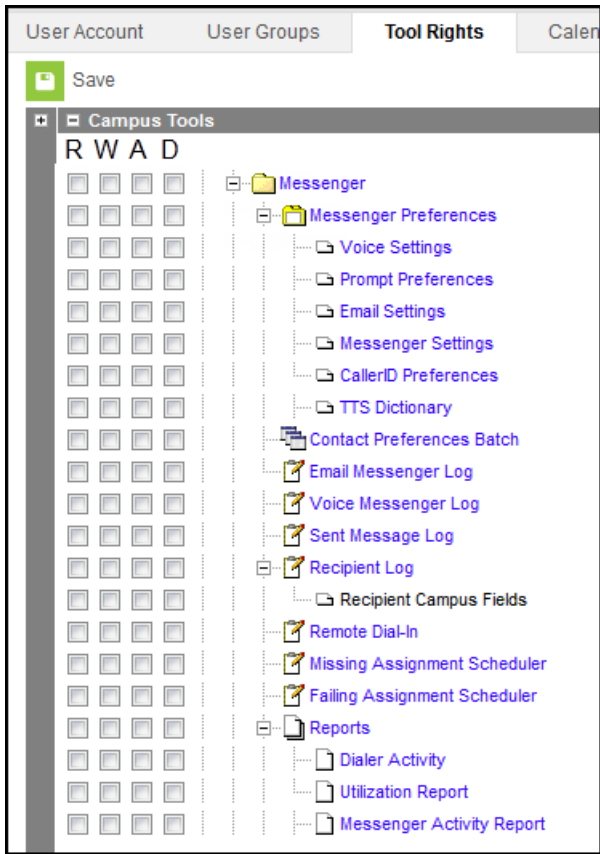 User Account User Groups Tool Rights Calen
Save
Campus Tools
R W A D
Messenger
Messenger Preferences
Voice Settings
Prompt Preferences
Email Settings
Messenger Settings
CallerID Preferences
TTS Dictionary
Contact Preferences Batch
Email Messenger Log
Voice Messenger Log
Sent Message Log
Recipient Log
Recipient Campus Fields
Remote Dial-In
Missing Assignment Scheduler
Failing Assignment Scheduler
Reports
Dialer Activity
Utilization Report
Messenger Activity Report